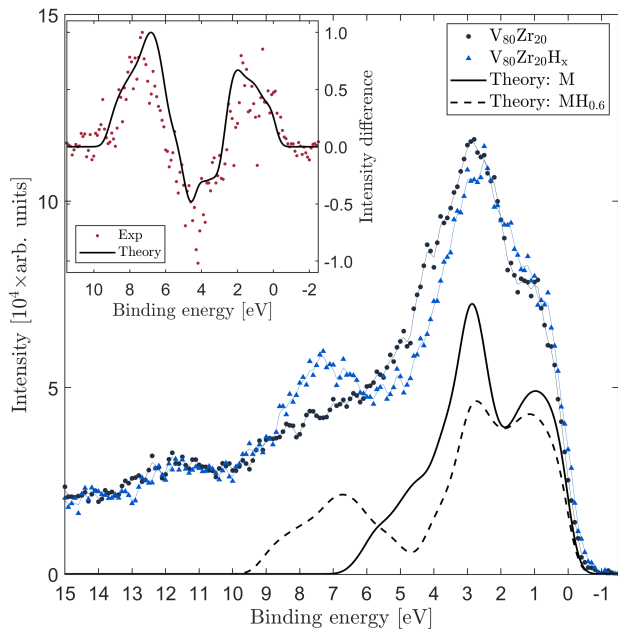 V₈₀Zr₂₀
V₈₀Zr₂₀Hₓ
Theory: M
Theory: MH₀.₆
1.0
0.5
0.0
-0.5
-1.0
Intensity difference
Exp
Theory
10 8 6 4 2 0 -2
Binding energy [eV]
15
10
5
0
Intensity [10⁴×arb. units]
15 14 13 12 11 10 9 8 7 6 5 4 3 2 1 0 -1
Binding energy [eV]